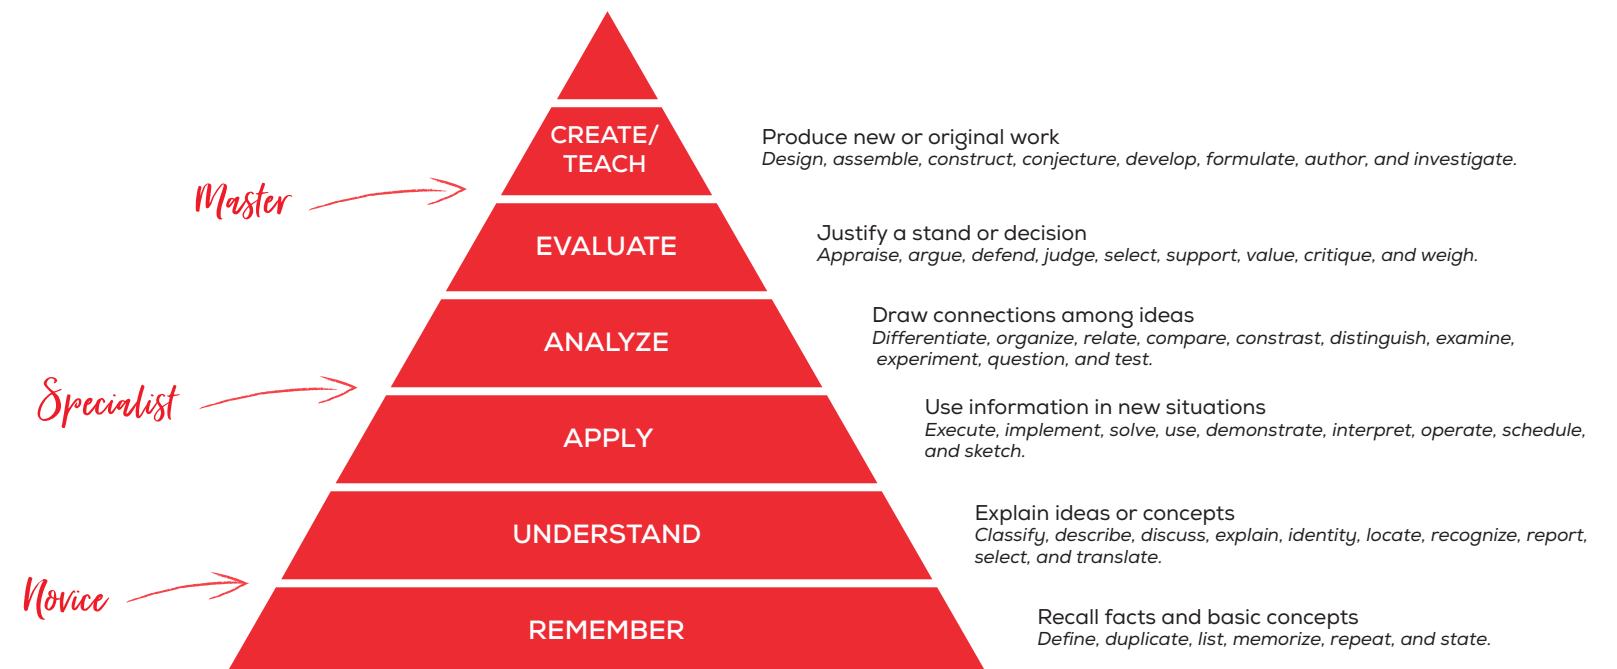 CREATE/
TEACH
Produce new or original work
Design, assemble, construct, conjecture, develop, formulate, author, and investigate.
Master
EVALUATE
Justify a stand or decision
Appraise, argue, defend, judge, select, support, value, critique, and weigh.
ANALYZE
Draw connections among ideas
Differentiate, organize, relate, compare, constrast, distinguish, examine,
experiment, question, and test.
Specialist
APPLY
Use information in new situations
Execute, implement, solve, use, demonstrate, interpret, operate, schedule,
and sketch.
UNDERSTAND
Explain ideas or concepts
Classify, describe, discuss, explain, identity, locate, recognize, report,
select, and translate.
Novice
REMEMBER
Recall facts and basic concepts
Define, duplicate, list, memorize, repeat, and state.